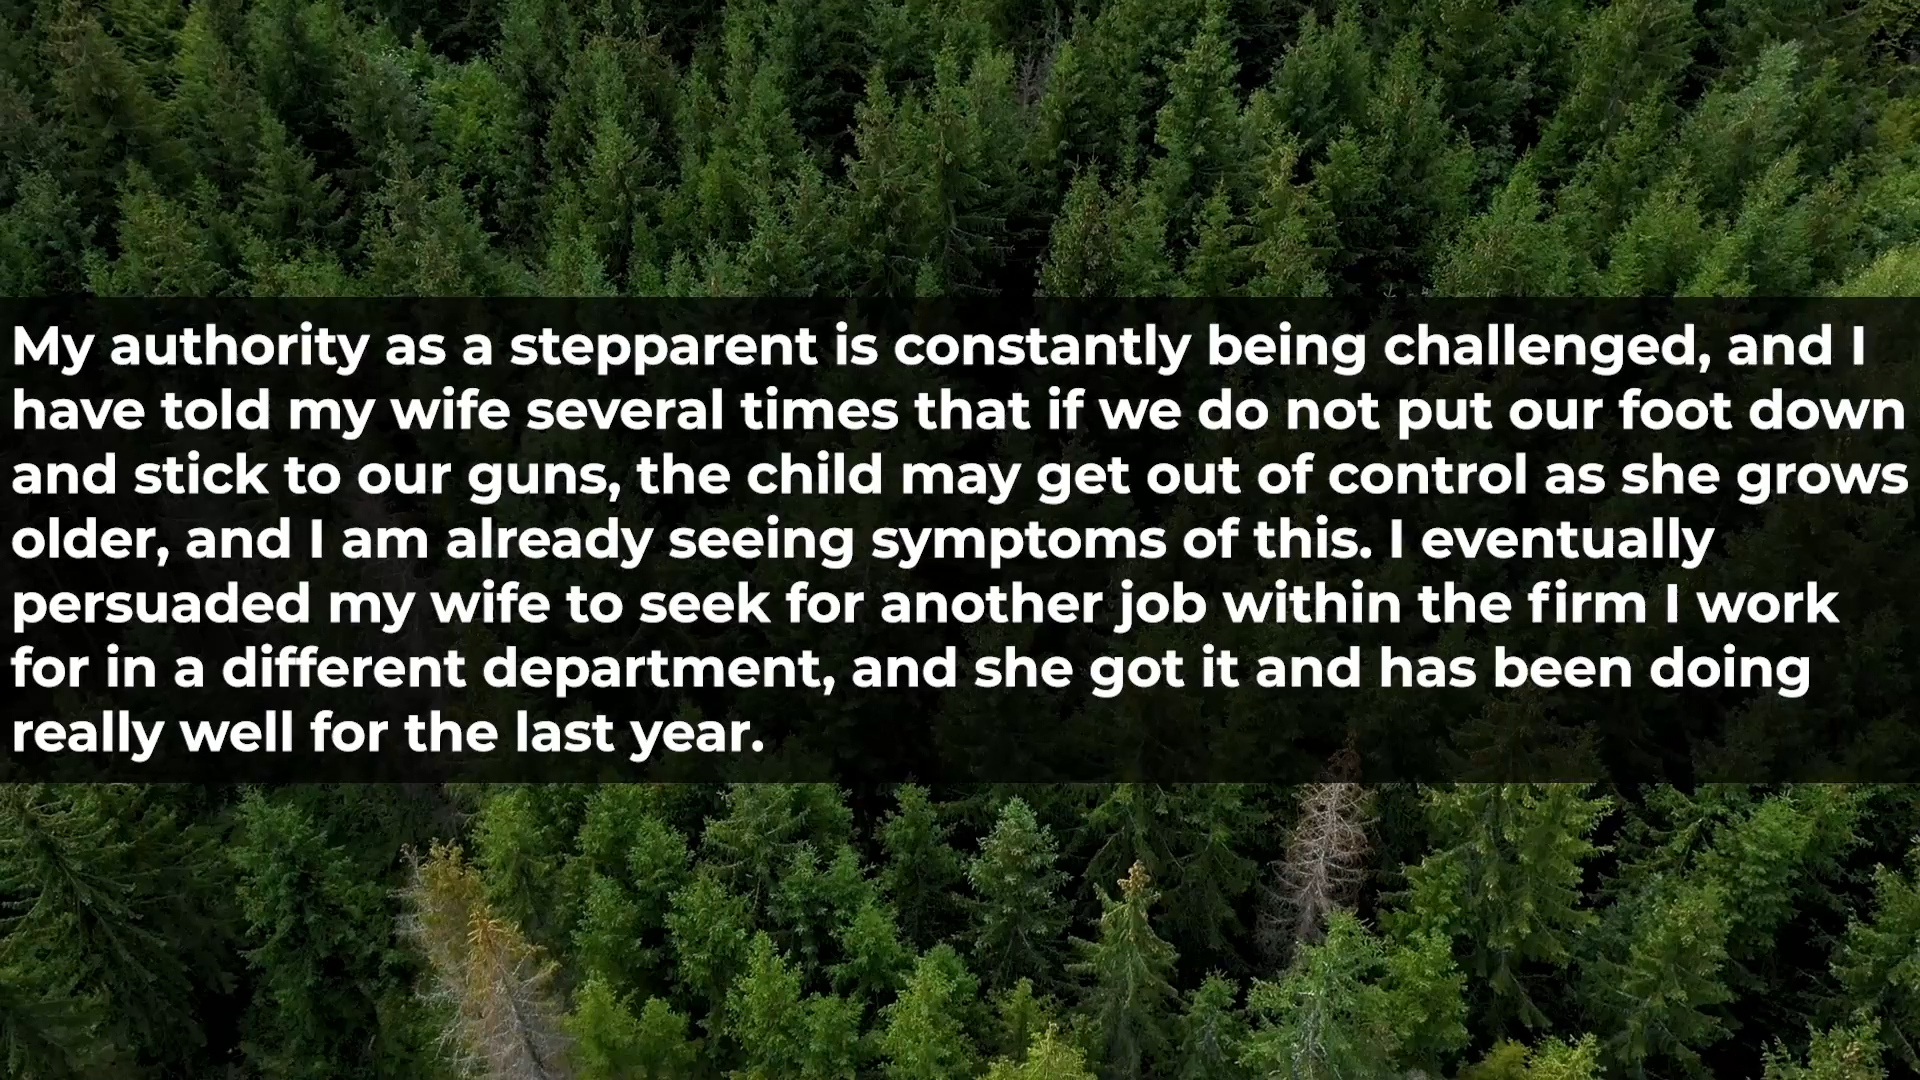 My authority as a stepparent is constantly being challenged, and I
have told my wife several times that if we do not put our foot down
and stick to our guns, the child may get out of control as she grows
older, and I am already seeing symptoms of this. I eventually
persuaded my wife to seek for another job within the firm I work
for in a different department, and she got it and has been doing
really well for the last year.